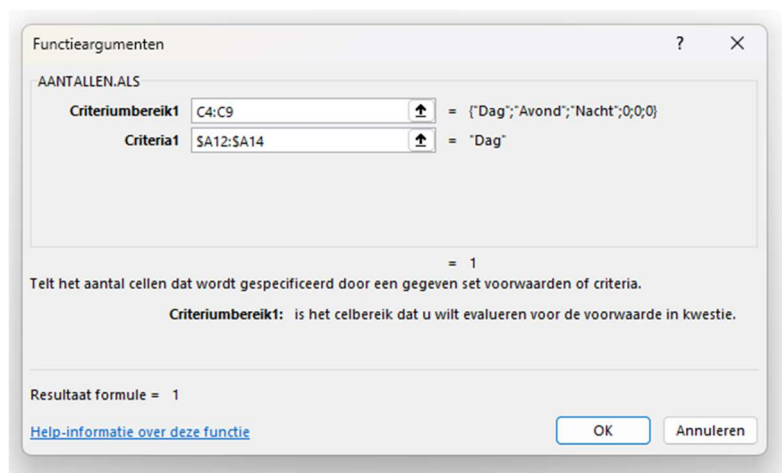 Functieargumenten ? ×
AANTALLEN.ALS
Criteriumbereik1 C4:C9 = {"Dag";"Avond";"Nacht";0;0;0}
Criteria1 $A12:$A14 = "Dag"
= 1
Telt het aantal cellen dat wordt gespecificeerd door een gegeven set voorwaarden of criteria.
Criteriumbereik1: is het celbereik dat u wilt evalueren voor de voorwaarde in kwestie.
Resultaat formule = 1
Help-informatie over deze functie OK Annuleren